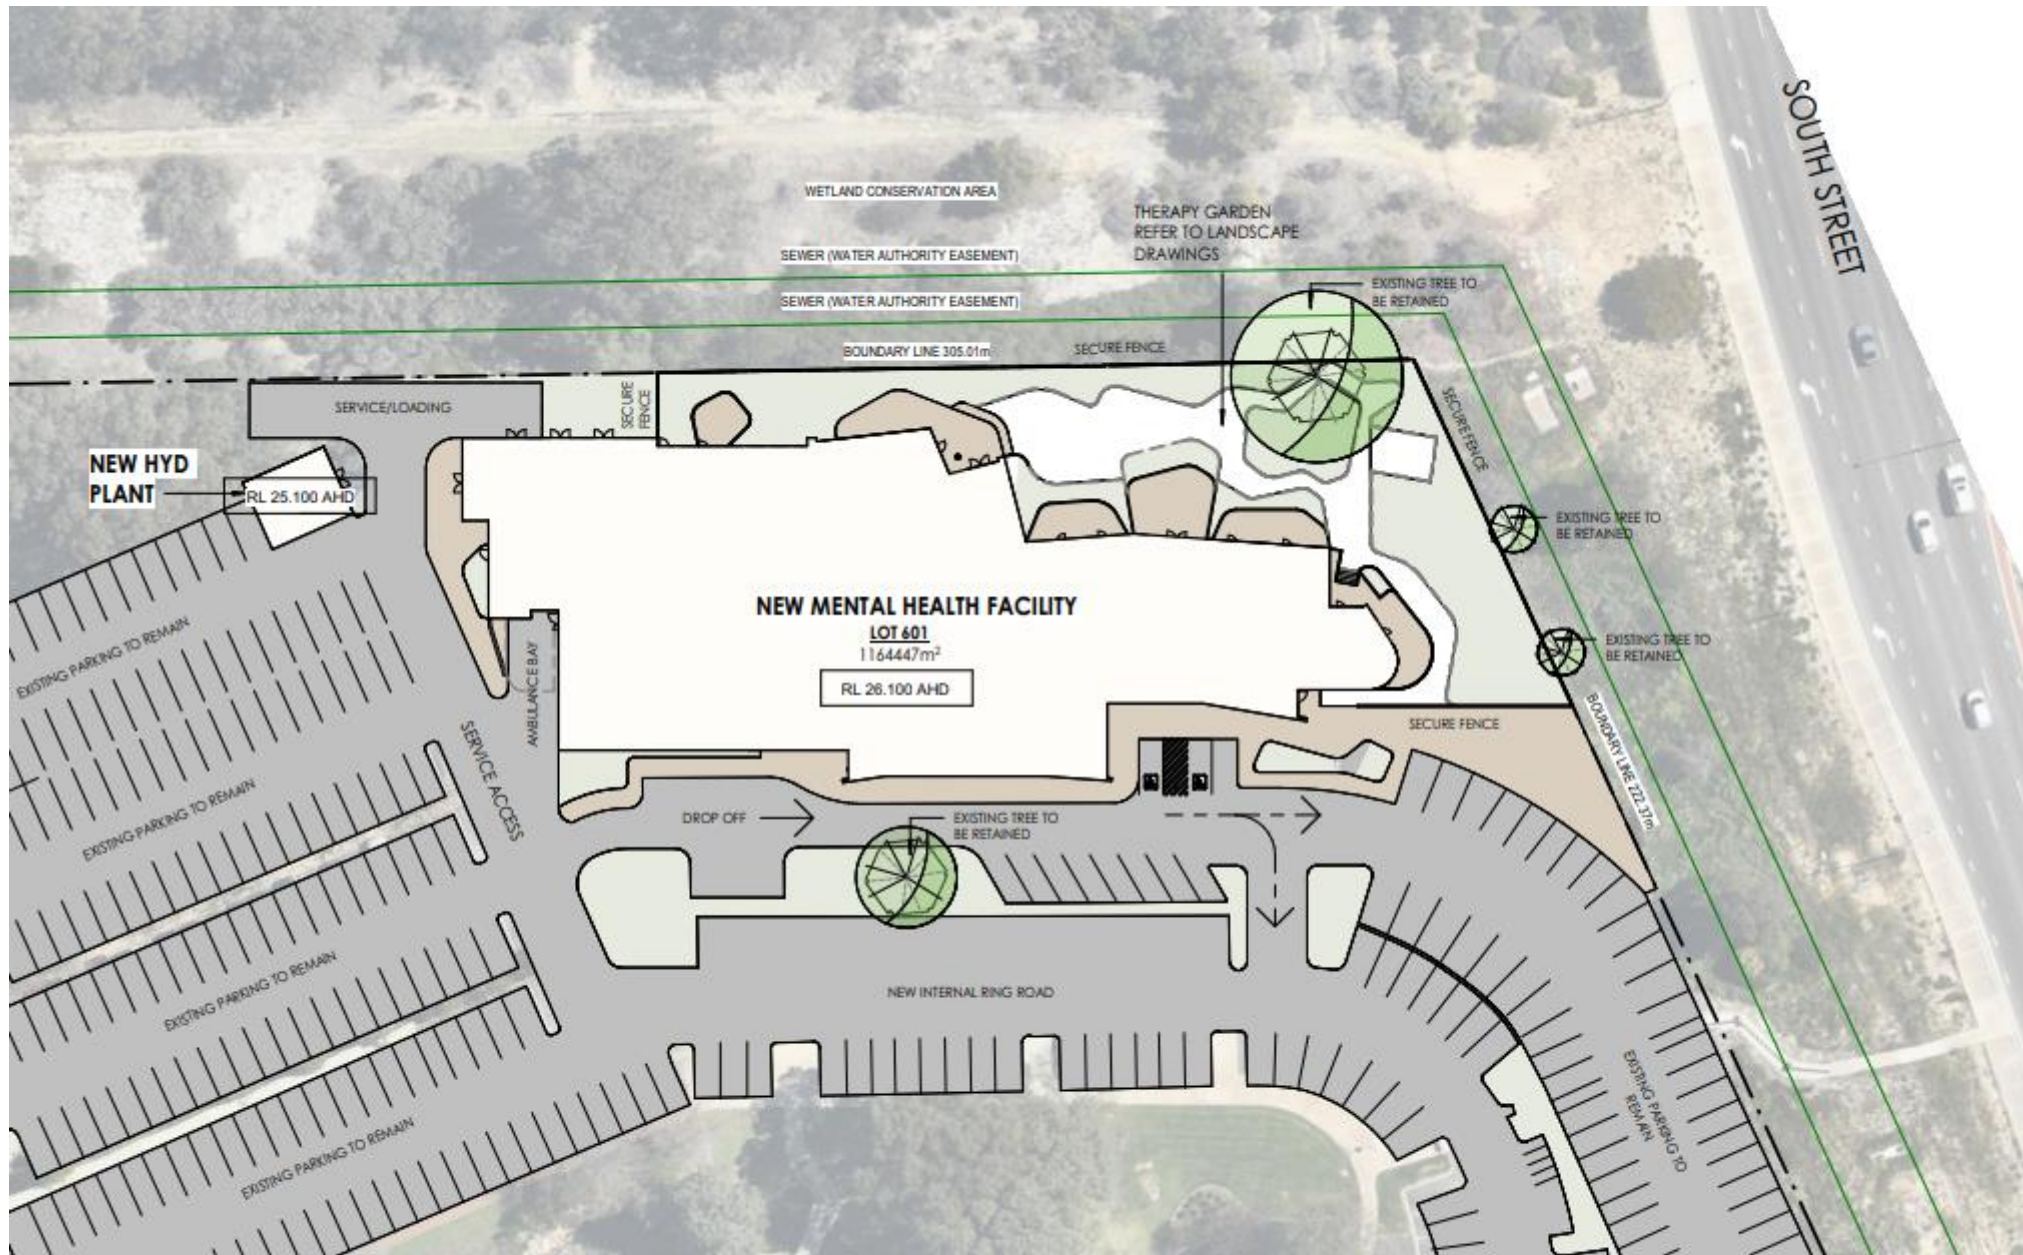 SOUTH STREET
WETLAND CONSERVATION AREA
THERAPY GARDEN
REFER TO LANDSCAPE
DRAWINGS
SEWER (WATER AUTHORITY EASEMENT)
EXISTING TREE TO
BE RETAINED
SEWER (WATER AUTHORITY EASEMENT)
BOUNDARY LINE 305.01m
SECURE FENCE
SERVICE/LOADING
SECURE
FENCE
SECURE FENCE
NEW HYD
PLANT
RL 25.100 AHD
EXISTING TREE TO
BE RETAINED
NEW MENTAL HEALTH FACILITY
LOT 601
1164447m²
RL 26.100 AHD
EXISTING TREE TO
BE RETAINED
EXISTING PARKING TO REMAIN
AMBULANCE BAY
SERVICE ACCESS
SECURE FENCE
BOUNDARY LINE 222.37m
EXISTING PARKING TO REMAIN
DROP OFF
EXISTING TREE TO
BE RETAINED
EXISTING PARKING TO REMAIN
NEW INTERNAL RING ROAD
EXISTING PARKING TO REMAIN
EXISTING PARKING TO
REMAIN